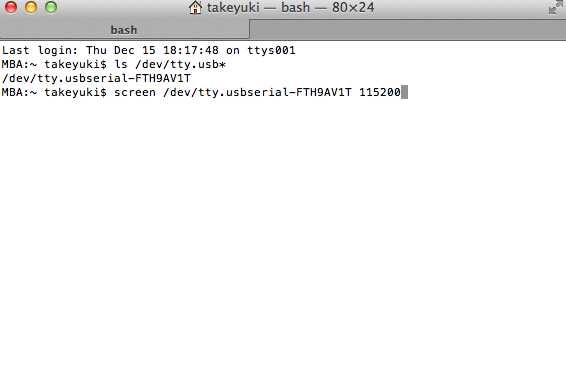 takeyuki — bash — 80×24
bash
Last login: Thu Dec 15 18:17:48 on ttys001
MBA:~ takeyuki$ ls /dev/tty.usb*
/dev/tty.usbserial-FTH9AV1T
MBA:~ takeyuki$ screen /dev/tty.usbserial-FTH9AV1T 115200